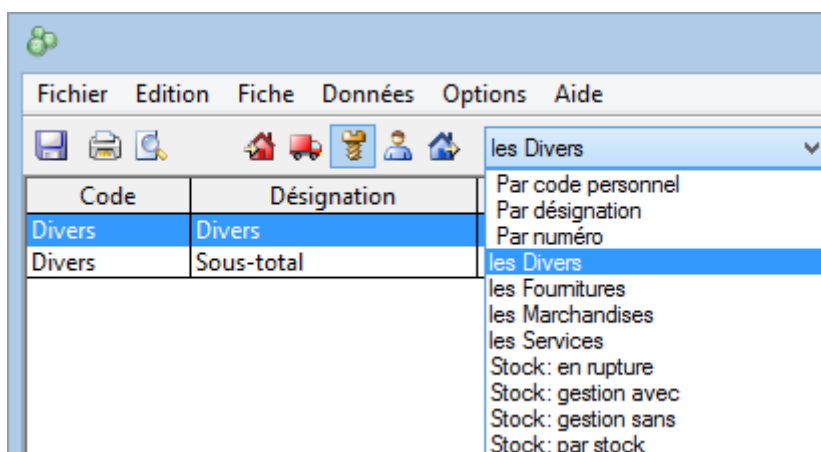 Fichier Edition Fiche Données Options Aide
les Divers
Code Désignation
Par code personnel
Par désignation
Par numéro
Divers Divers
les Divers
Divers Sous-total
les Fournitures
les Marchandises
les Services
Stock: en rupture
Stock: gestion avec
Stock: gestion sans
Stock: par stock